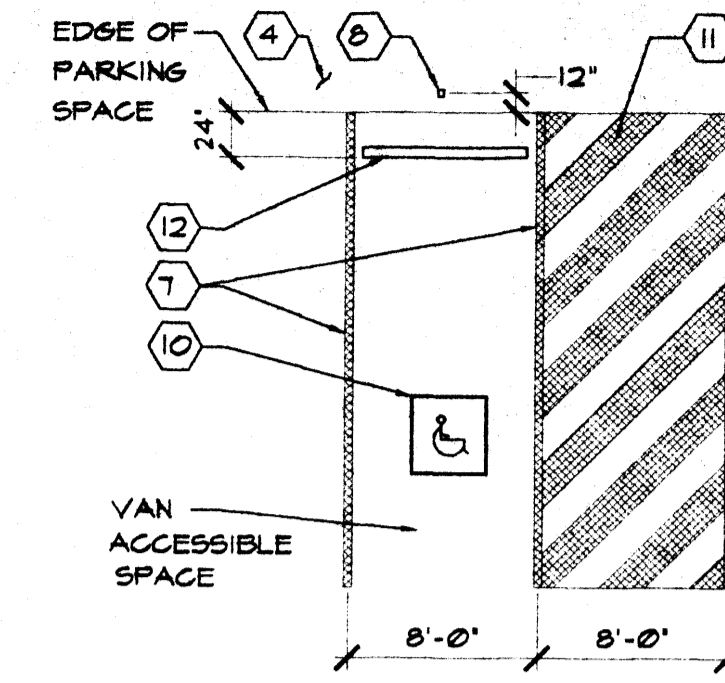 EDGE OF
PARKING
SPACE
4
8
11
12"
24"
12
7
10
VAN
ACCESSIBLE
SPACE
8'-0"
8'-0"